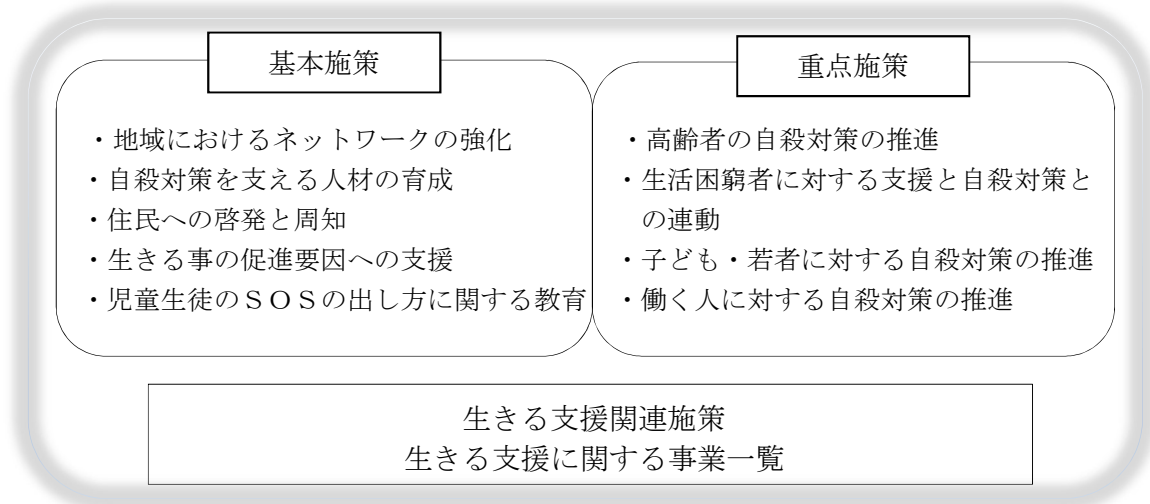 基本施策
・地域におけるネットワークの強化
・自殺対策を支える人材の育成
・住民への啓発と周知
・生きる事の促進要因への支援
・児童生徒のＳＯＳの出し方に関する教育
重点施策
・高齢者の自殺対策の推進
・生活困窮者に対する支援と自殺対策と
の連動
・子ども・若者に対する自殺対策の推進
・働く人に対する自殺対策の推進
生きる支援関連施策
生きる支援に関する事業一覧